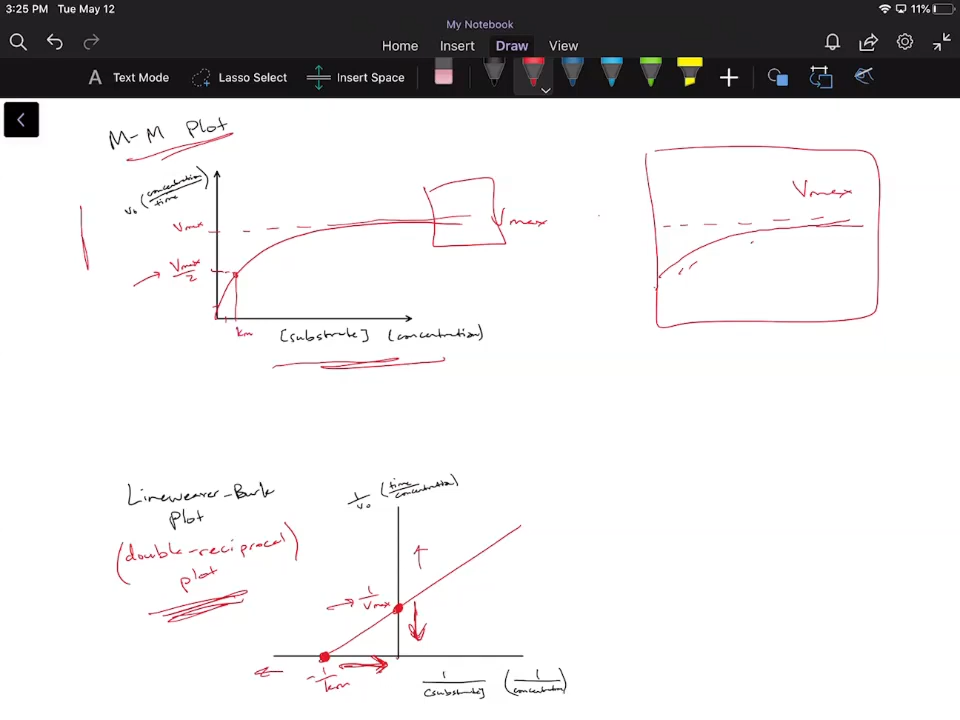 3:25 PM Tue May 12
11%
My Notebook
Home Insert Draw View
Text Mode Lasso Select Insert Space
M-M Plot
V₀ (concentration/time)
Vmax
Vmax/2
km
[substrate] (concentration)
Vmax
Vmax
Lineweaver-Burk
Plot
(double-reciprocal
plot)
1/V₀ (time/concentration)
1/Vmax
-1/km
1/[substrate] (1/concentration)